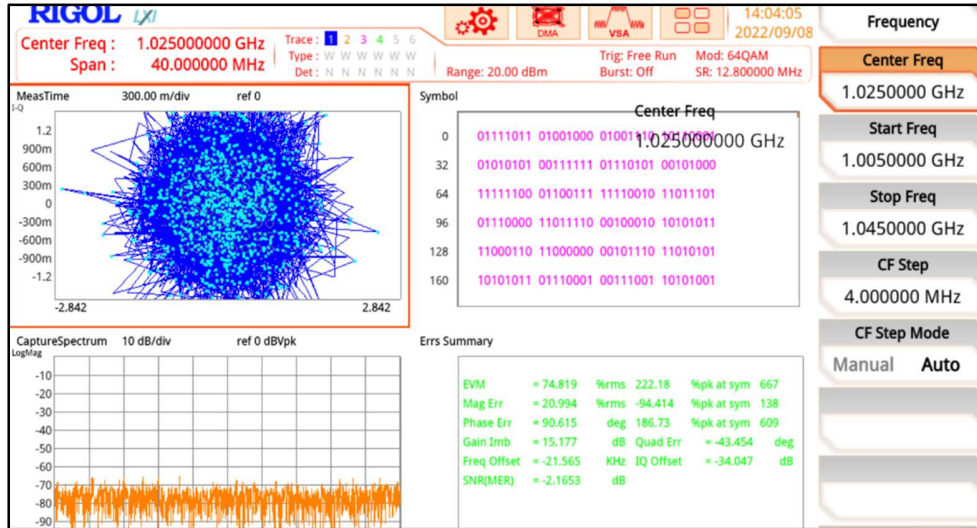 RIGOL LXI
14:04:05
DMA VSA 2022/09/08
Center Freq : 1.025000000 GHz
Span : 40.000000 MHz
Trace : 1 2 3 4 5 6
Type : W W W W W W
Det : N N N N N N
Range: 20.00 dBm
Trig: Free Run Mod: 64QAM
Burst: Off SR: 12.800000 MHz
MeasTime 300.00 m/div ref 0
I-Q
1.2
900m
600m
300m
0
-300m
-600m
-900m
-1.2
-2.842 2.842
Symbol
Center Freq
1.025000000 GHz
0 01111011 01001000 01001110
32 01010101 00111111 01110101 00101000
64 11111100 01100111 11110010 11011101
96 01110000 11011110 00100010 10101011
128 11000110 11000000 00101110 11010101
160 10101011 01110001 00111001 10101001
CaptureSpectrum 10 dB/div ref 0 dBVpk
LogMag
-10
-20
-30
-40
-50
-60
-70
-80
-90
Errs Summary
EVM = 74.819 %rms 222.18 %pk at sym 667
Mag Err = 20.994 %rms -94.414 %pk at sym 138
Phase Err = 90.615 deg 186.73 %pk at sym 609
Gain Imb = 15.177 dB Quad Err = -43.454 deg
Freq Offset = -21.565 KHz IQ Offset = -34.047 dB
SNR(MER) = -2.1653 dB
Frequency
Center Freq
1.0250000 GHz
Start Freq
1.0050000 GHz
Stop Freq
1.0450000 GHz
CF Step
4.000000 MHz
CF Step Mode
Manual Auto